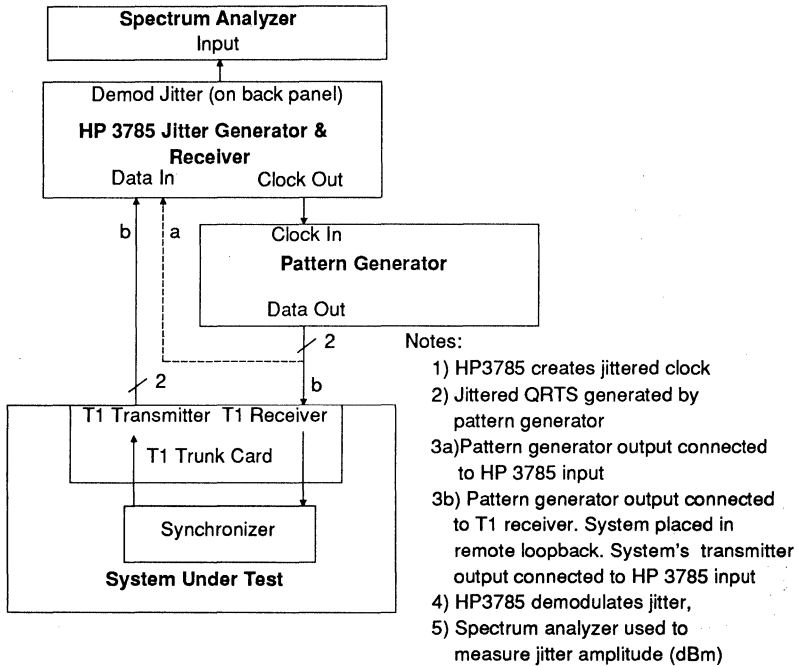 Spectrum Analyzer
Input
Demod Jitter (on back panel)
HP 3785 Jitter Generator &
Receiver
Data In
Clock Out
b
a
Clock In
Pattern Generator
Data Out
2
b
2
T1 Transmitter
T1 Receiver
T1 Trunk Card
Synchronizer
System Under Test
Notes:
1) HP3785 creates jittered clock
2) Jittered QRTS generated by
pattern generator
3a)Pattern generator output connected
to HP 3785 input
3b) Pattern generator output connected
to T1 receiver. System placed in
remote loopback. System's transmitter
output connected to HP 3785 input
4) HP3785 demodulates jitter,
5) Spectrum analyzer used to
measure jitter amplitude (dBm)